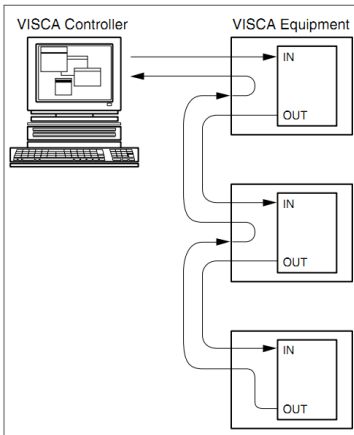 VISCA Controller
VISCA Equipment
IN
OUT
IN
OUT
IN
OUT